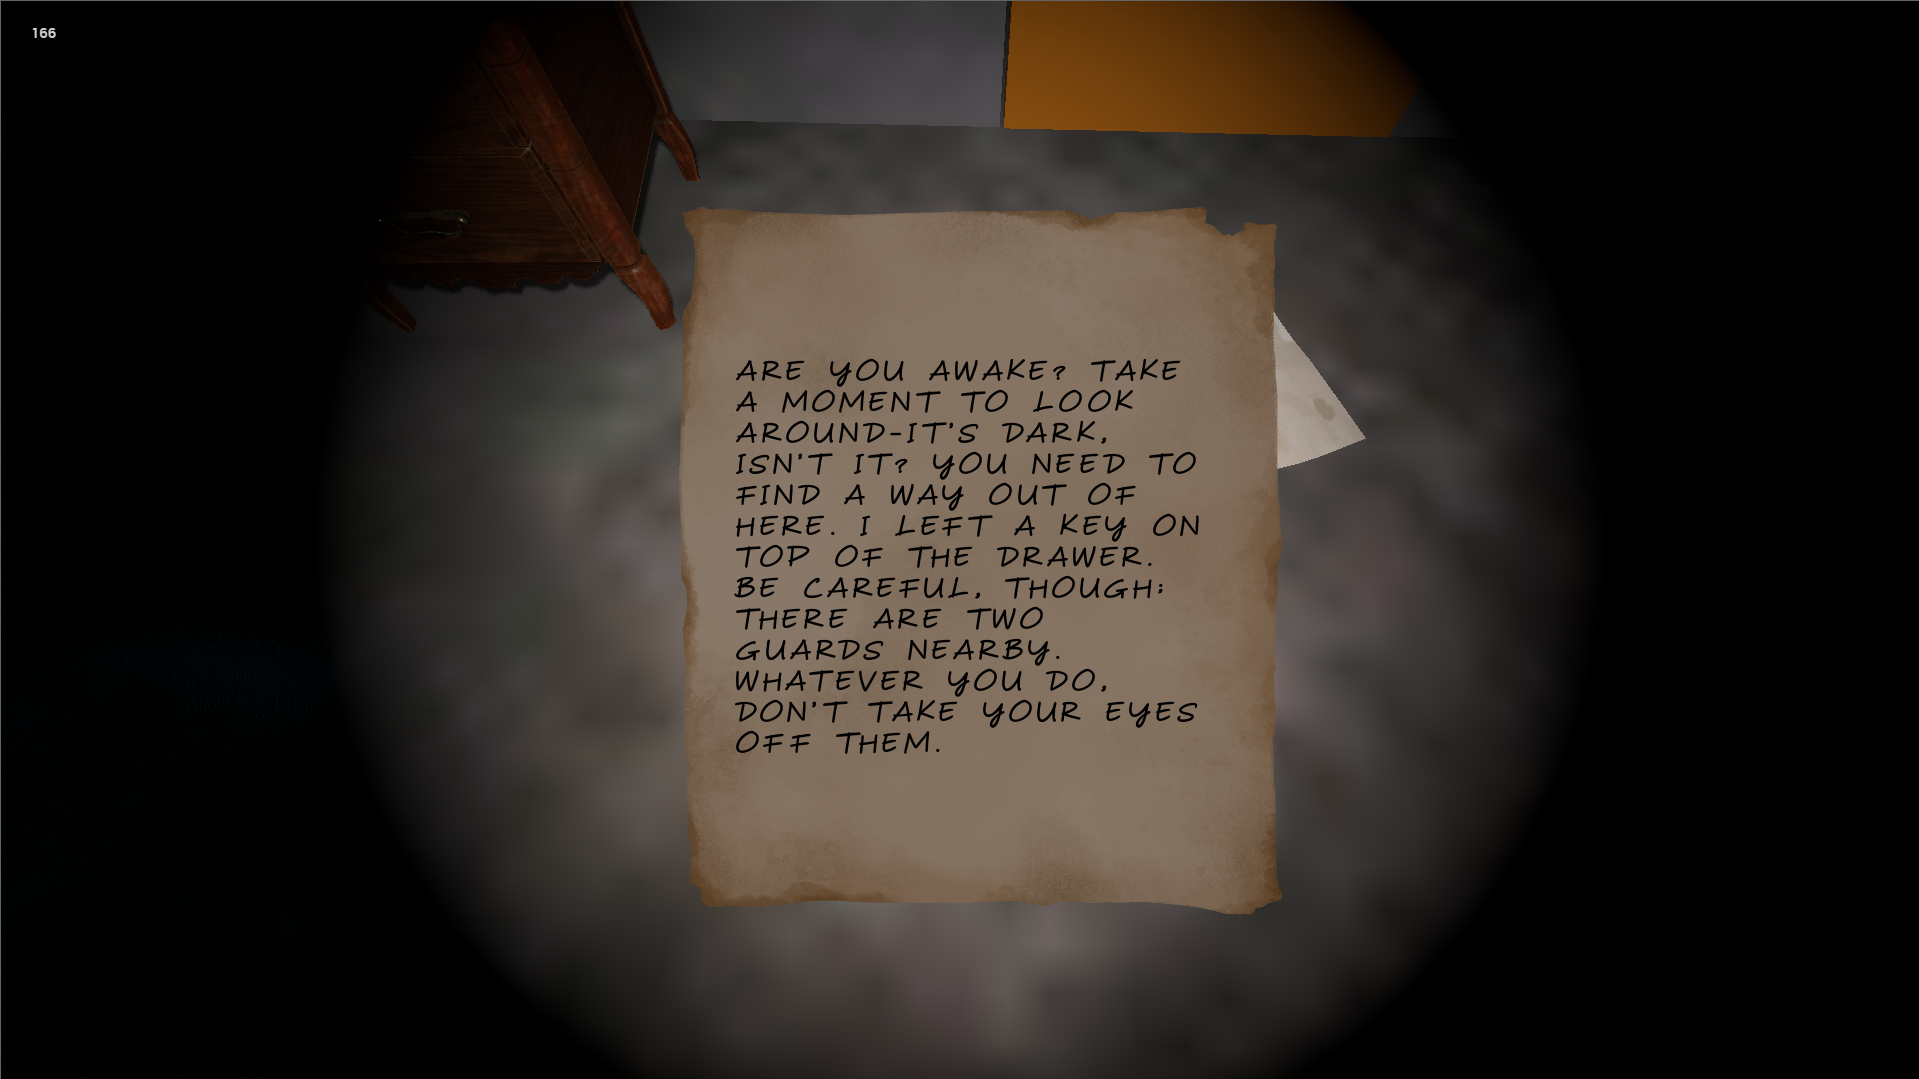 166
ARE YOU AWAKE? TAKE
A MOMENT TO LOOK
AROUND-IT'S DARK,
ISN'T IT? YOU NEED TO
FIND A WAY OUT OF
HERE. I LEFT A KEY ON
TOP OF THE DRAWER.
BE CAREFUL, THOUGH:
THERE ARE TWO
GUARDS NEARBY.
WHATEVER YOU DO,
DON'T TAKE YOUR EYES
OFF THEM.